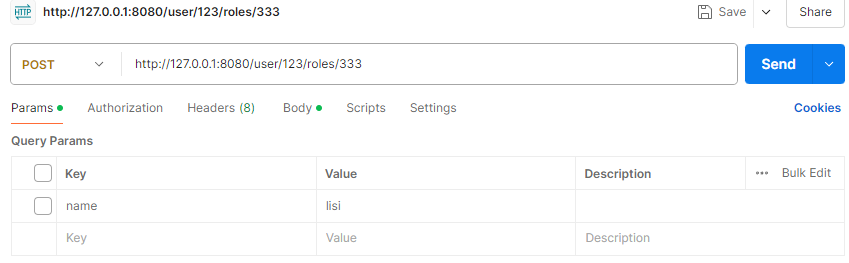 HTTP http://127.0.0.1:8080/user/123/roles/333 Save Share
POST http://127.0.0.1:8080/user/123/roles/333 Send
Params Authorization Headers (8) Body Scripts Settings Cookies
Query Params
Key Value Description Bulk Edit
name lisi
Key Value Description